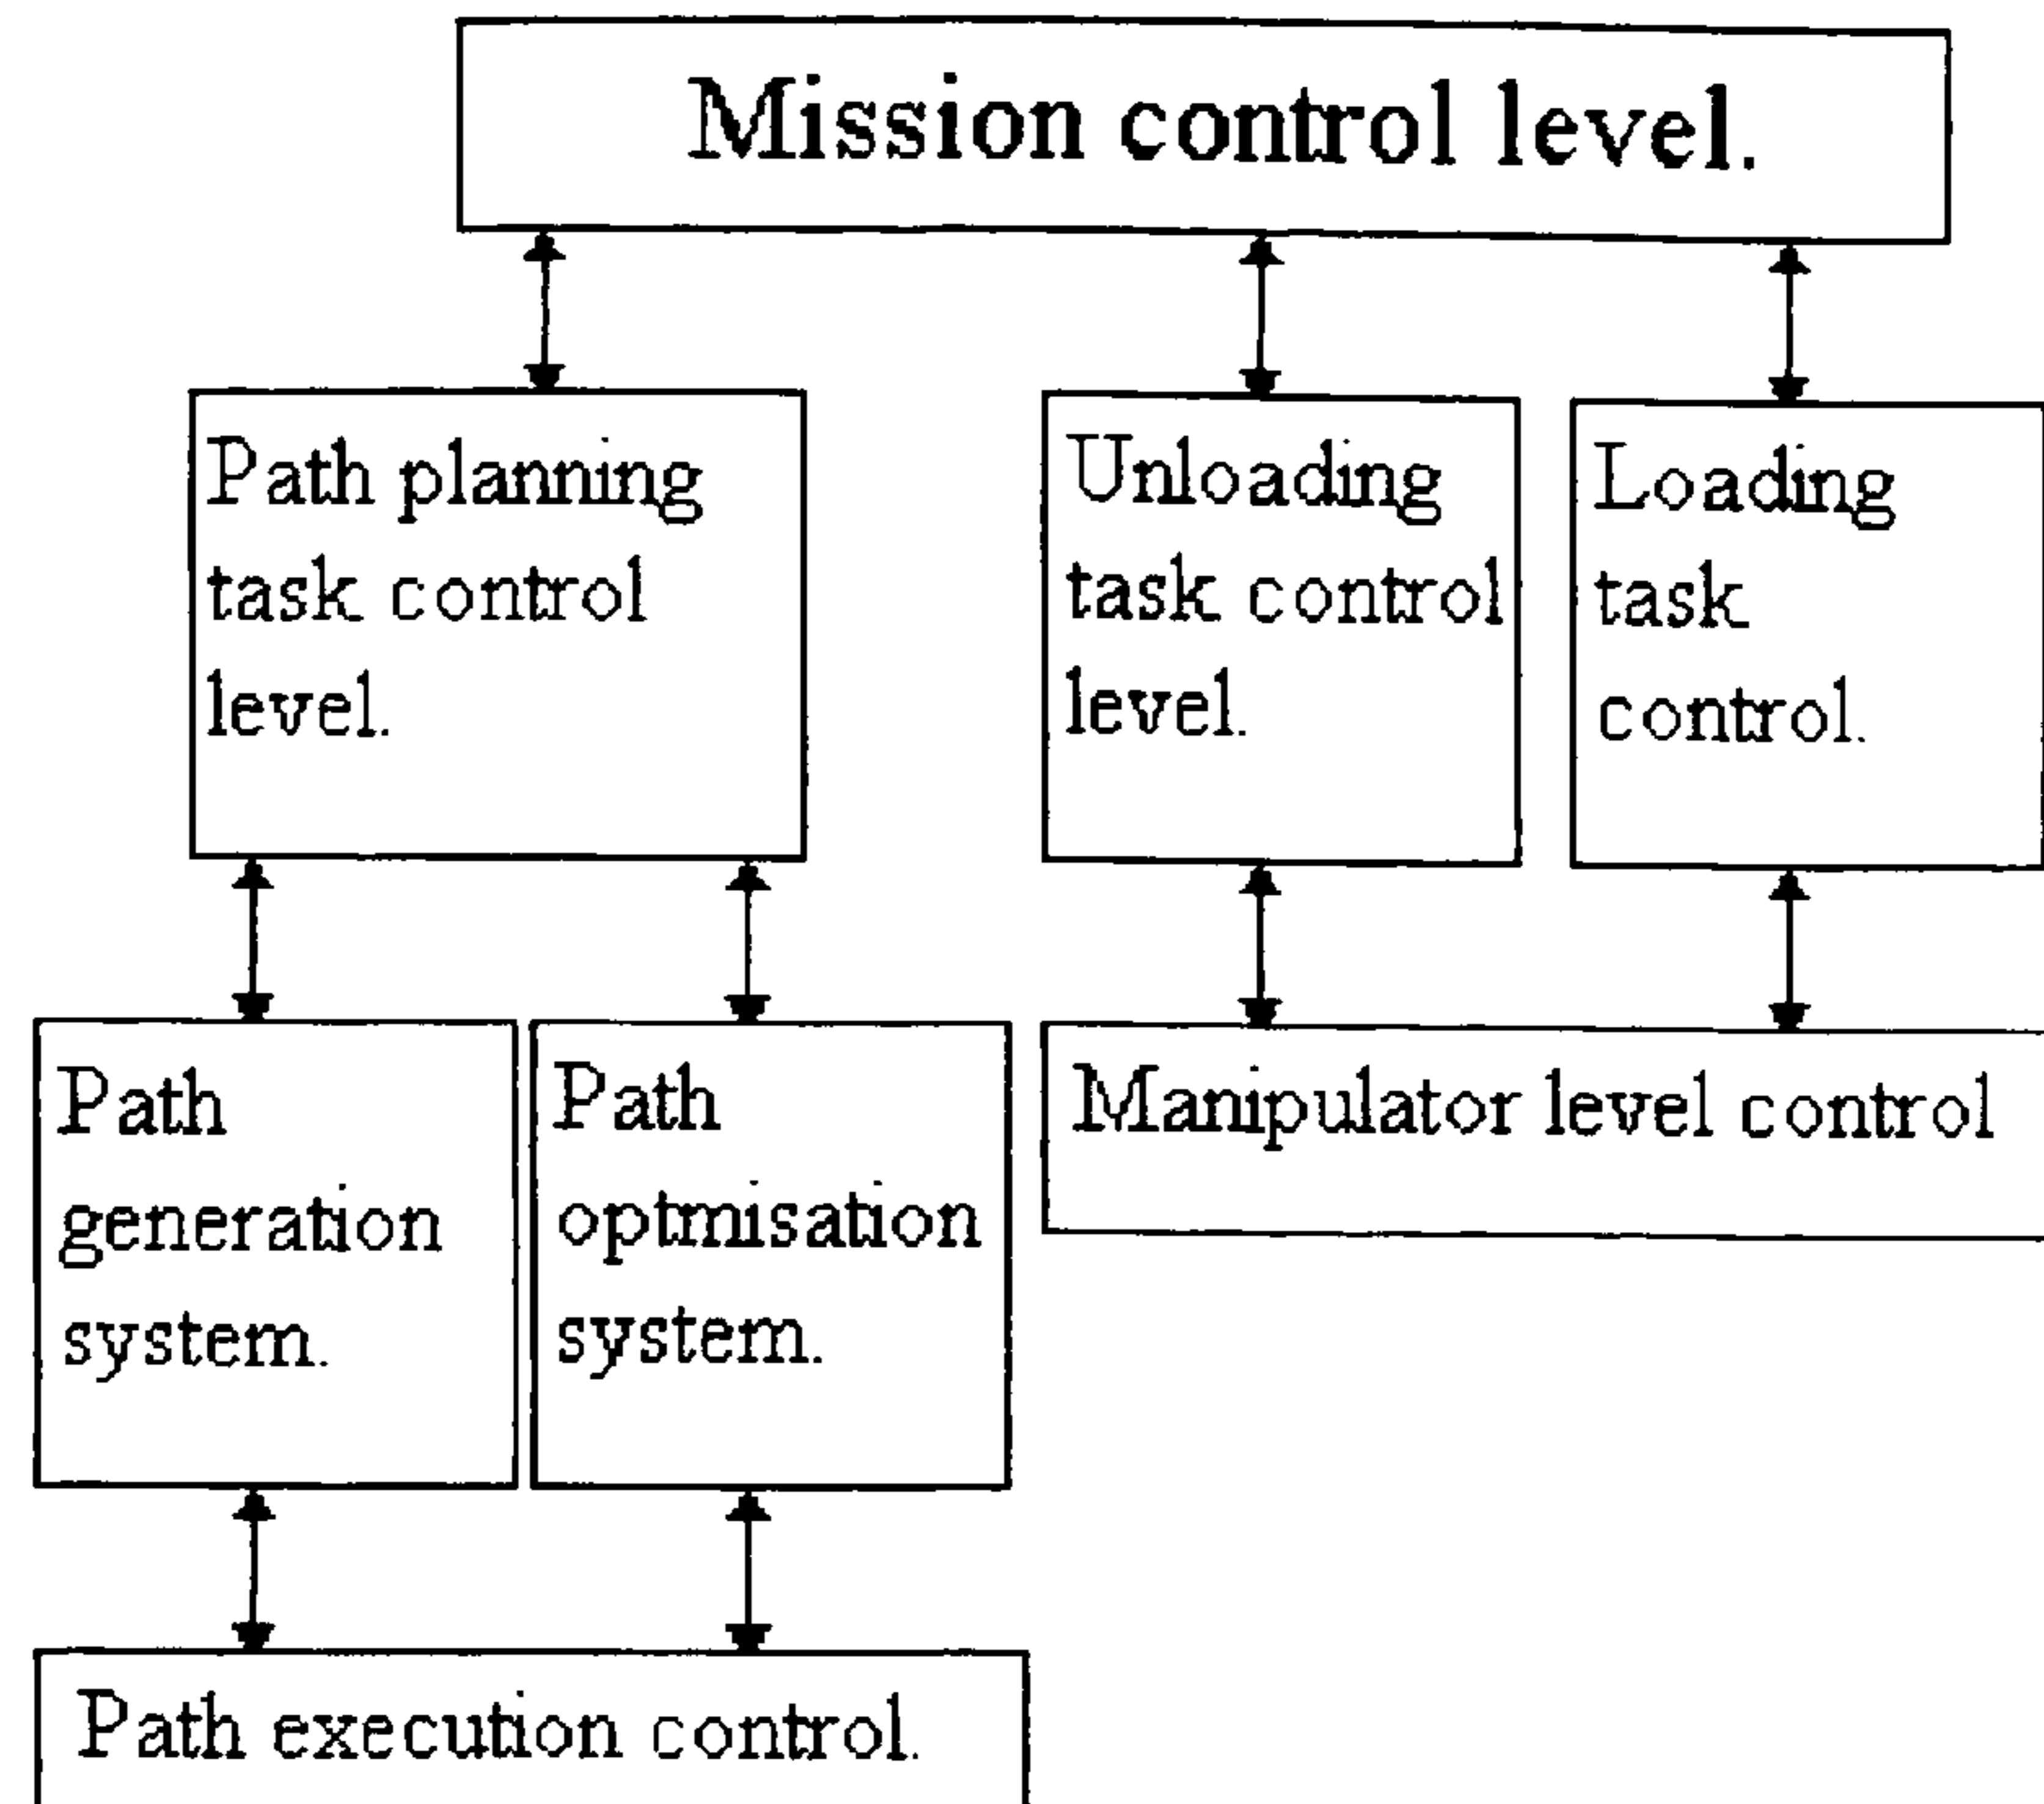 Mission control level.
Path planning
task control
level.
Unloading
task control
level.
Loading
task
control.
Path
generation
system.
Path
optmisation
system.
Manipulator level control
Path execution control.